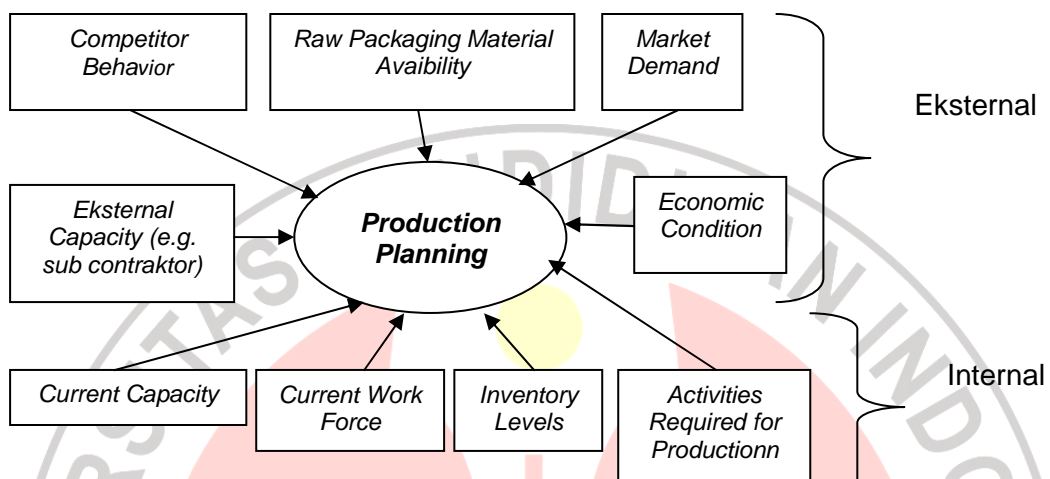 Competitor
Behavior
Raw Packaging Material
Avaibility
Market
Demand
Eksternal
Eksternal
Capacity (e.g.
sub contraktor)
Production
Planning
Economic
Condition
Current Capacity
Current Work
Force
Inventory
Levels
Activities
Required for
Productionn
Internal